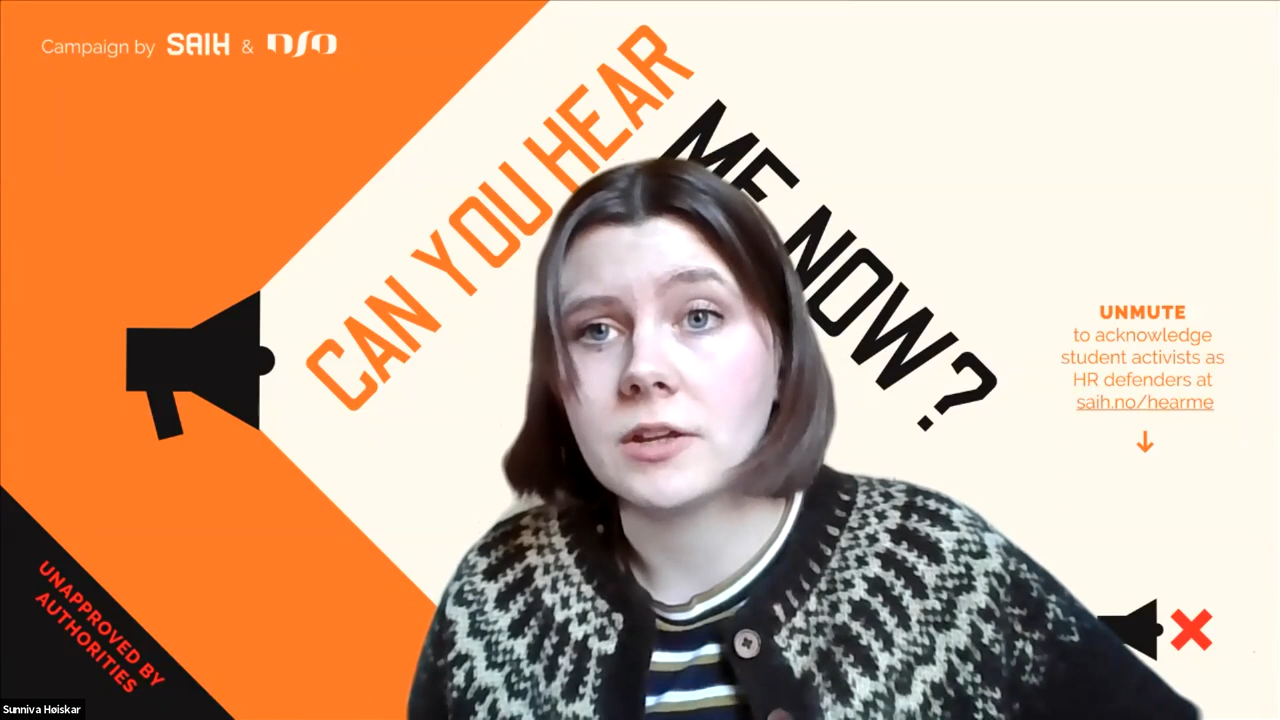 Campaign by SAIH & nso
CAN YOU HEAR
ME NOW?
UNMUTE
to acknowledge
student activists as
HR defenders at
saih.no/hearme
UNAPPROVED BY
AUTHORITIES
Sunniva Høiskar